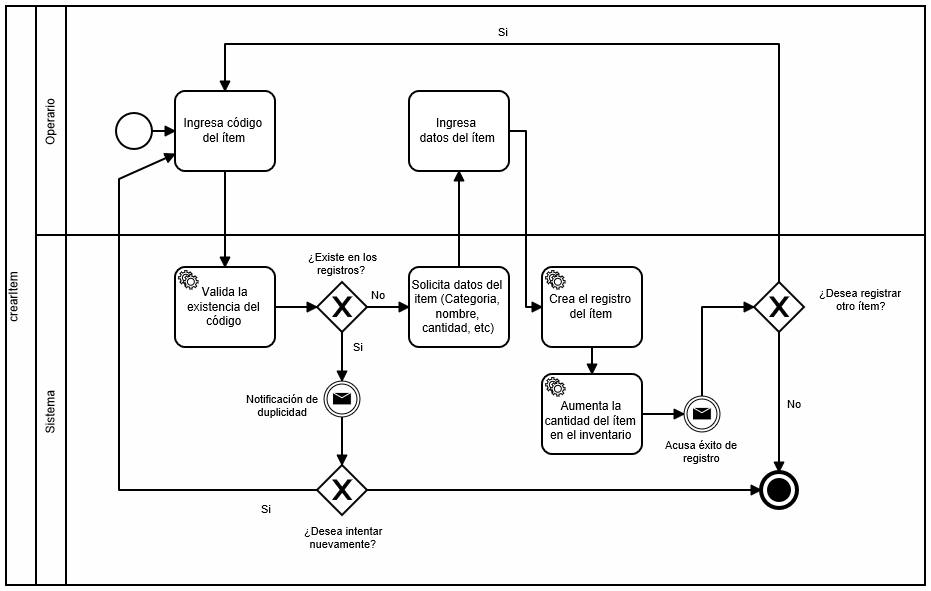 crearItem
Operario
Sistema
Si
Ingresa código
del ítem
Ingresa
datos del ítem
Valida la
existencia del
código
¿Existe en los
registros?
No
Si
Solicita datos del
item (Categoria,
nombre,
cantidad, etc)
Crea el registro
del ítem
¿Desea registrar
otro ítem?
Notificación de
duplicidad
Aumenta la
cantidad del ítem
en el inventario
Acusa éxito de
registro
No
Si
¿Desea intentar
nuevamente?